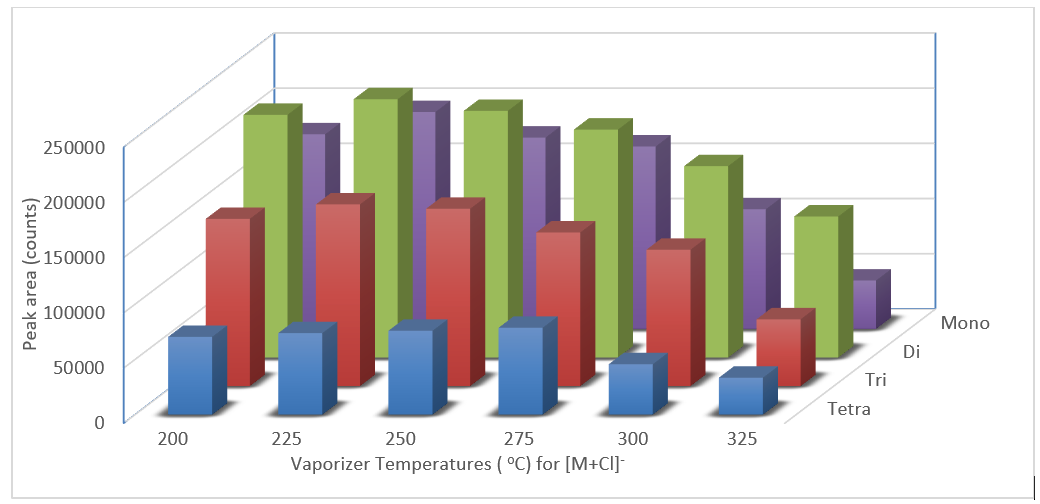 250000
200000
150000
100000
50000
0
Peak area (counts)
200 225 250 275 300 325
Vaporizer Temperatures ( ⁰C) for [M+Cl]⁻
Mono
Di
Tri
Tetra